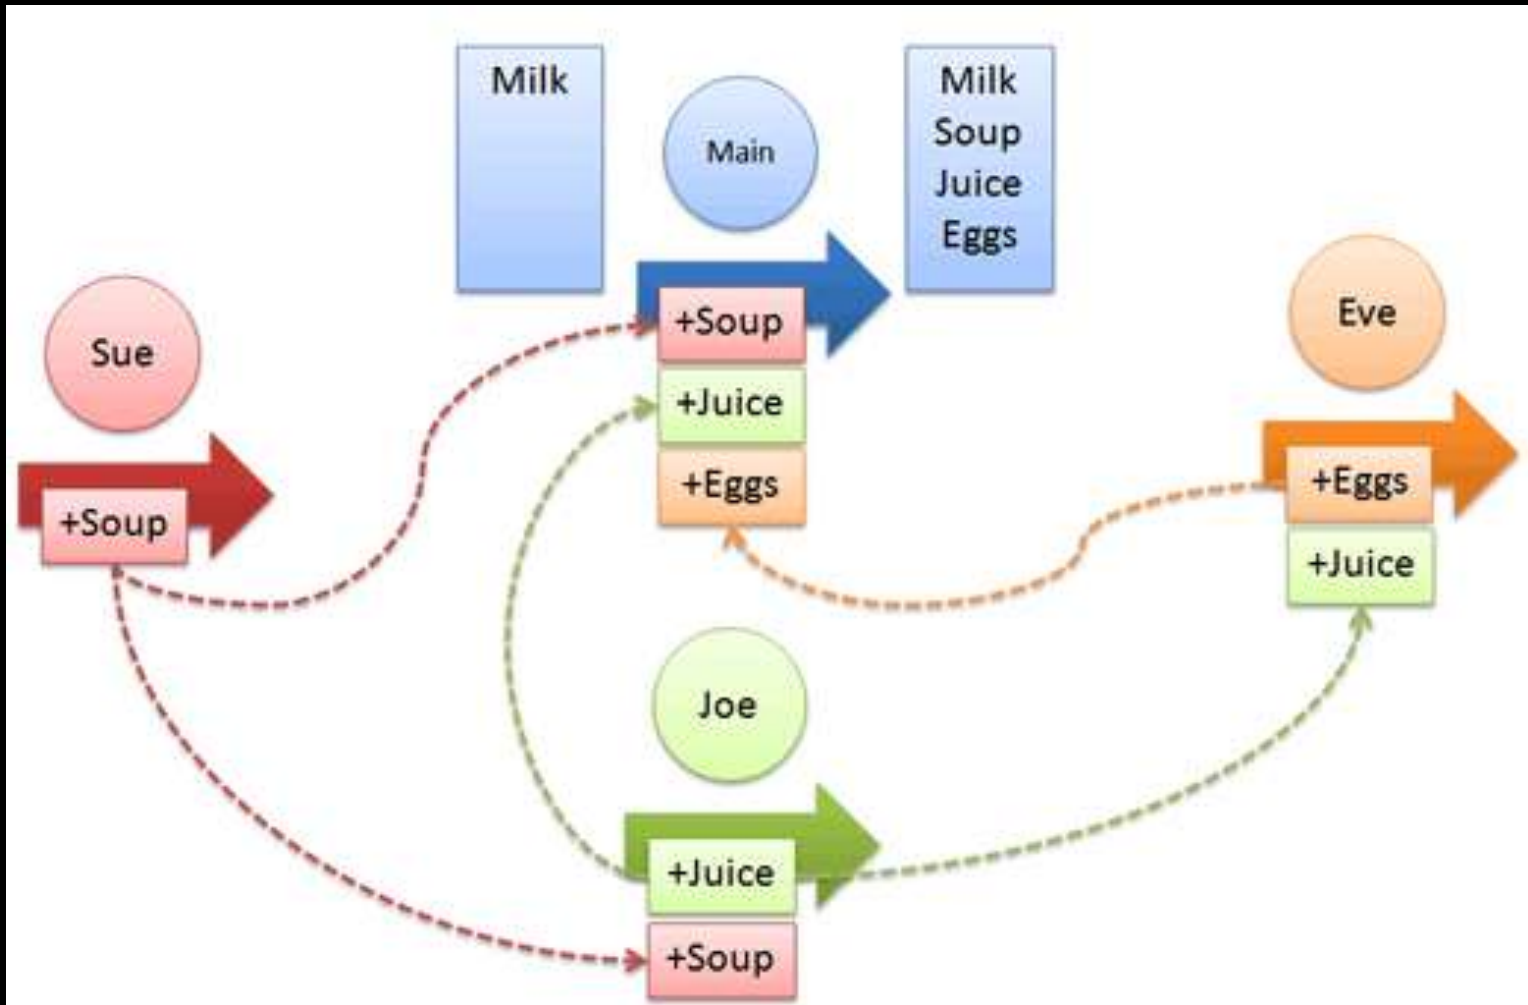 Milk
Main
Milk
Soup
Juice
Eggs
Sue
+Soup
+Soup
+Juice
+Eggs
Eve
+Eggs
+Juice
Joe
+Juice
+Soup